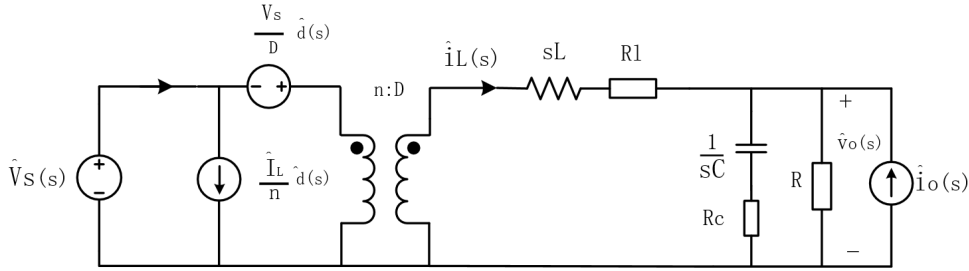 Vs
D
d̂(s)
n:D
îL(s)
sL
Rl
V̂s(s)
+
−
−
+
ÎL
n
d̂(s)
1
sC
Rc
R
+
v̂o(s)
−
îo(s)